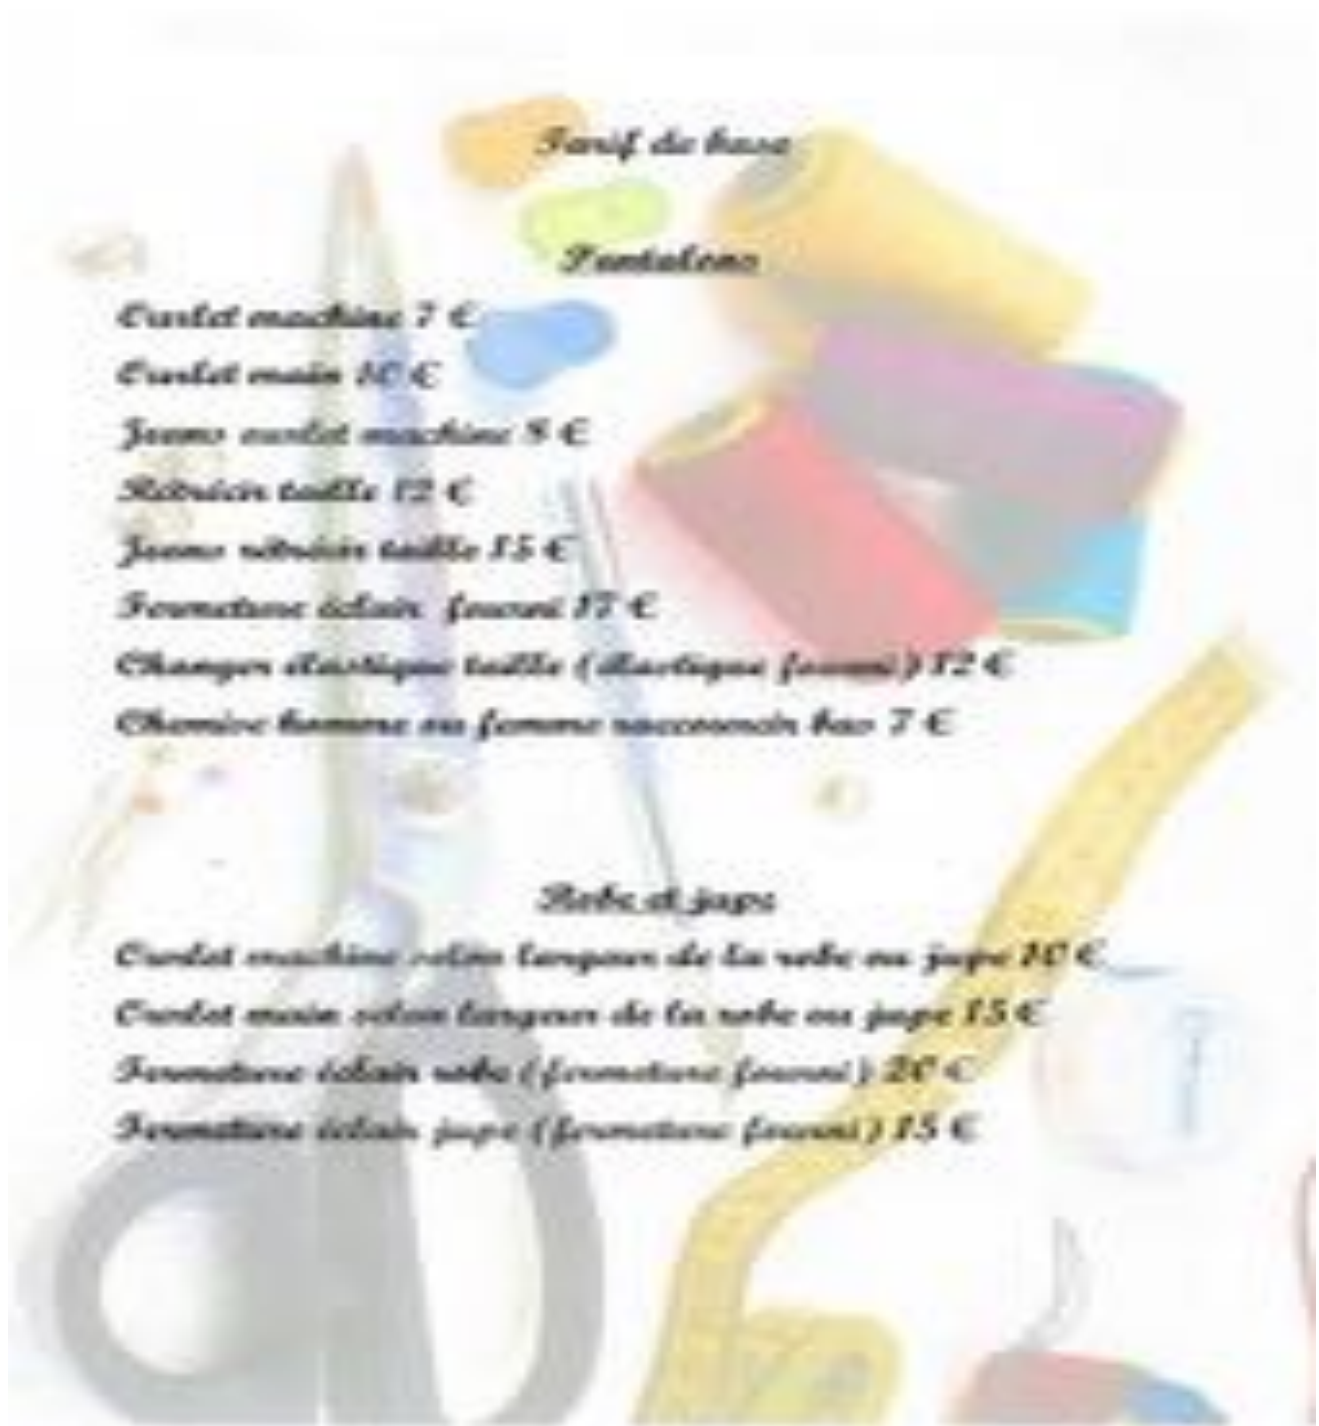 Tarif de base
Pantalons
Ourlet machine 7 €
Ourlet main 10 €
Jeans ourlet machine 8 €
Rétrécir taille 12 €
Jeans rétrécir taille 15 €
Fermeture éclair fourni 17 €
Changer élastique taille (élastique fourni) 12 €
Chemise homme ou femme raccourcir bas 7 €
Robe et jupe
Ourlet machine selon largeur de la robe ou jupe 10 €
Ourlet main selon largeur de la robe ou jupe 15 €
Fermeture éclair robe (fermeture fourni) 20 €
Fermeture éclair jupe (fermeture fourni) 15 €